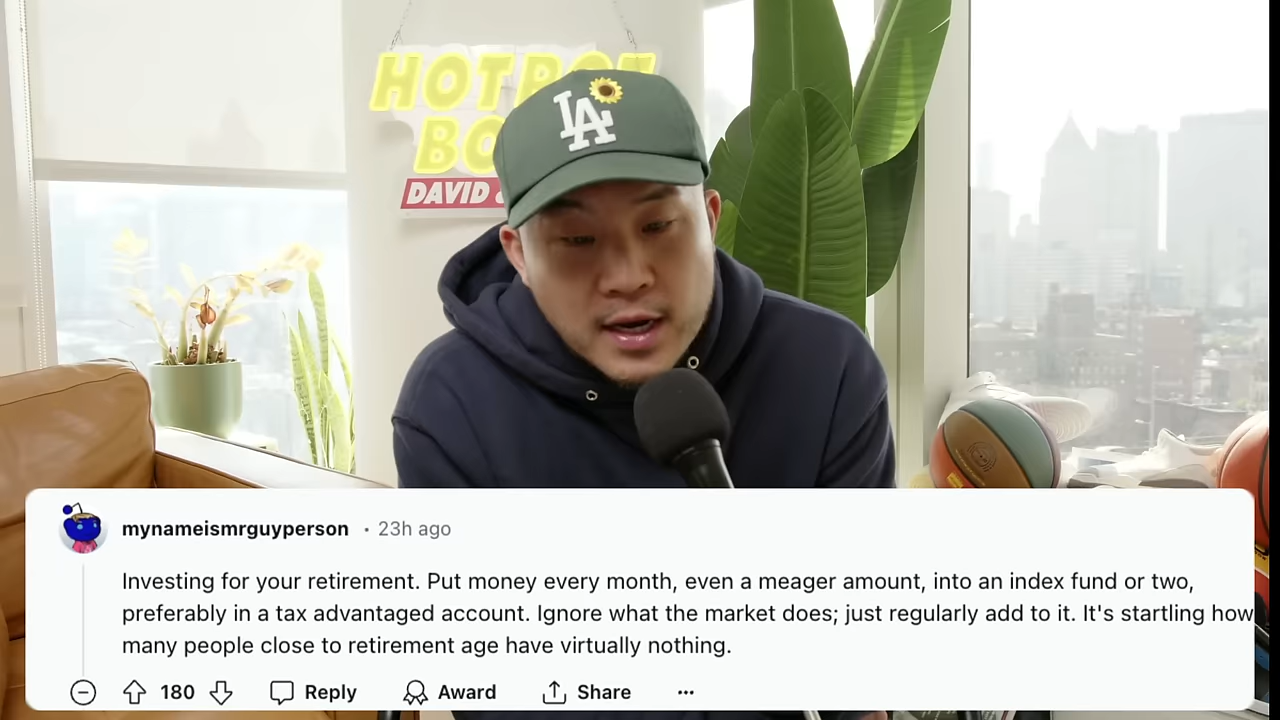 HOTPOT
BO
DAVID &
LA
mynameismrguyperson • 23h ago
Investing for your retirement. Put money every month, even a meager amount, into an index fund or two,
preferably in a tax advantaged account. Ignore what the market does; just regularly add to it. It's startling how
many people close to retirement age have virtually nothing.
180 Reply Award Share ...